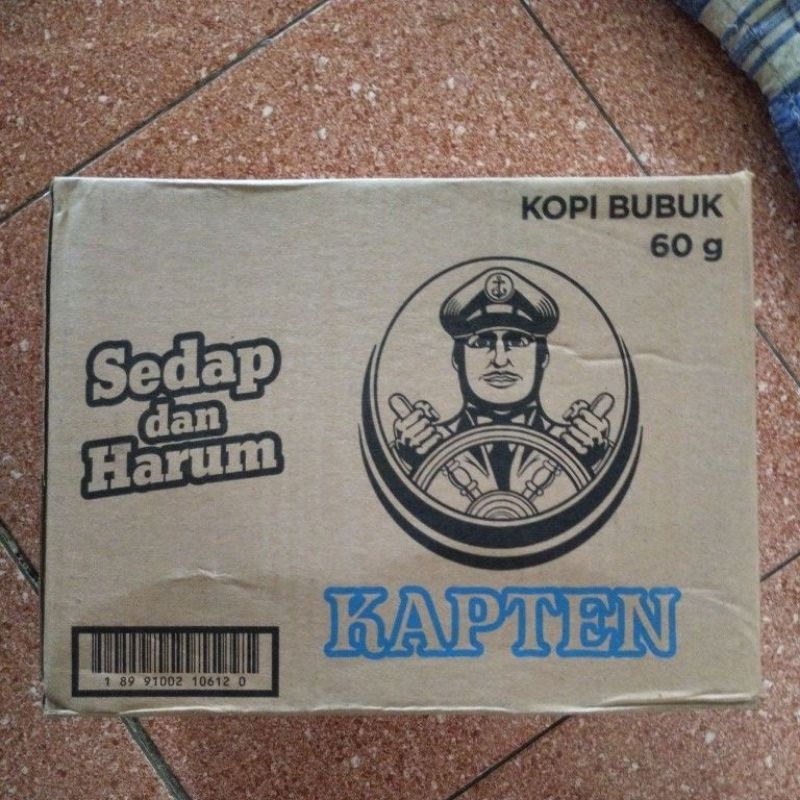 KOPI BUBUK
60 g
Sedap
dan
Harum
KAPTEN
1 89 91002 10612 0